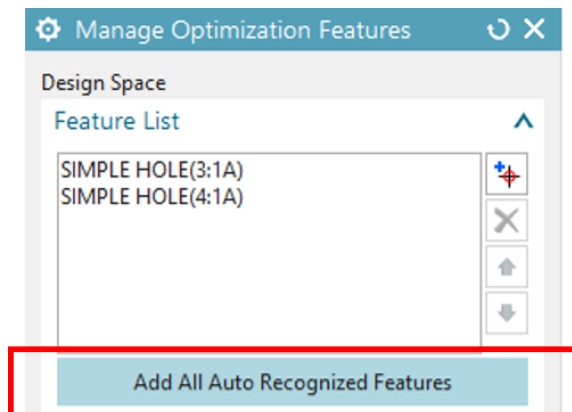 Manage Optimization Features
Design Space
Feature List
SIMPLE HOLE(3:1A)
SIMPLE HOLE(4:1A)
Add All Auto Recognized Features